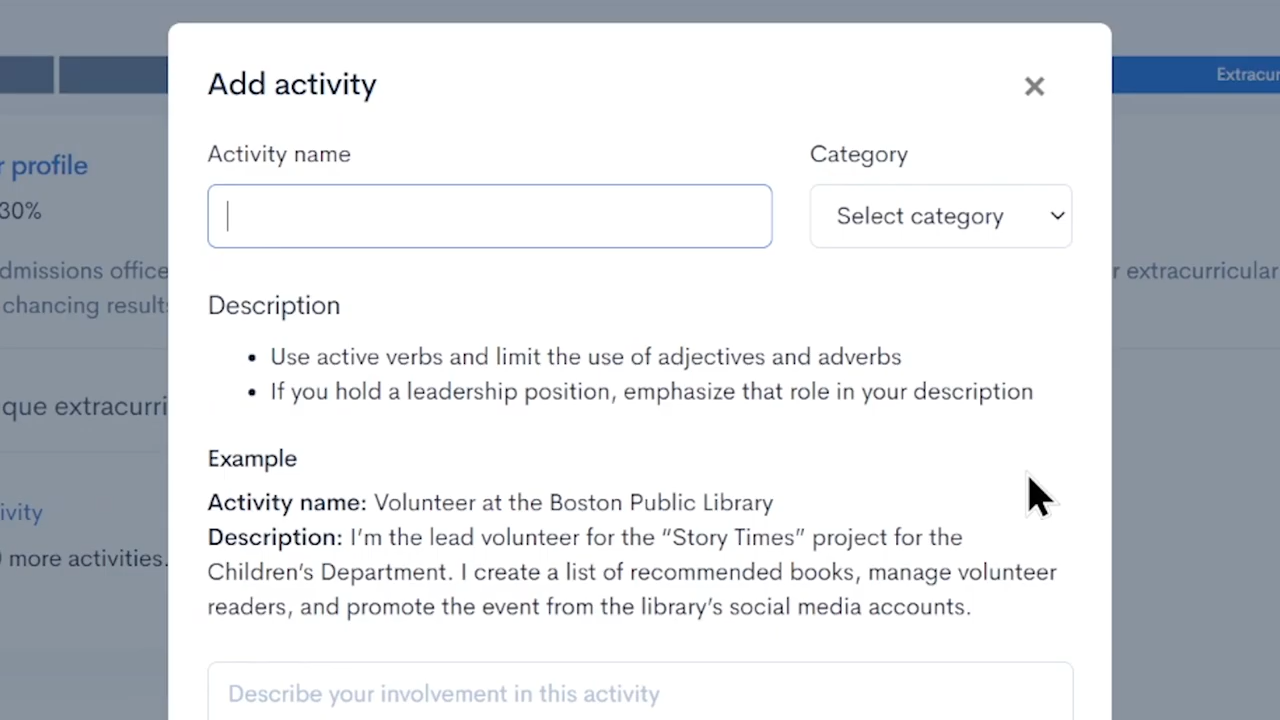 Add activity
×
Extracur
Activity name
Category
r profile
Select category
30%
dmissions office
r extracurricular
chancing results
Description
• Use active verbs and limit the use of adjectives and adverbs
• If you hold a leadership position, emphasize that role in your description
que extracurri
Example
Activity name: Volunteer at the Boston Public Library
ivity
Description: I’m the lead volunteer for the “Story Times” project for the
more activities.
Children’s Department. I create a list of recommended books, manage volunteer
readers, and promote the event from the library’s social media accounts.
Describe your involvement in this activity